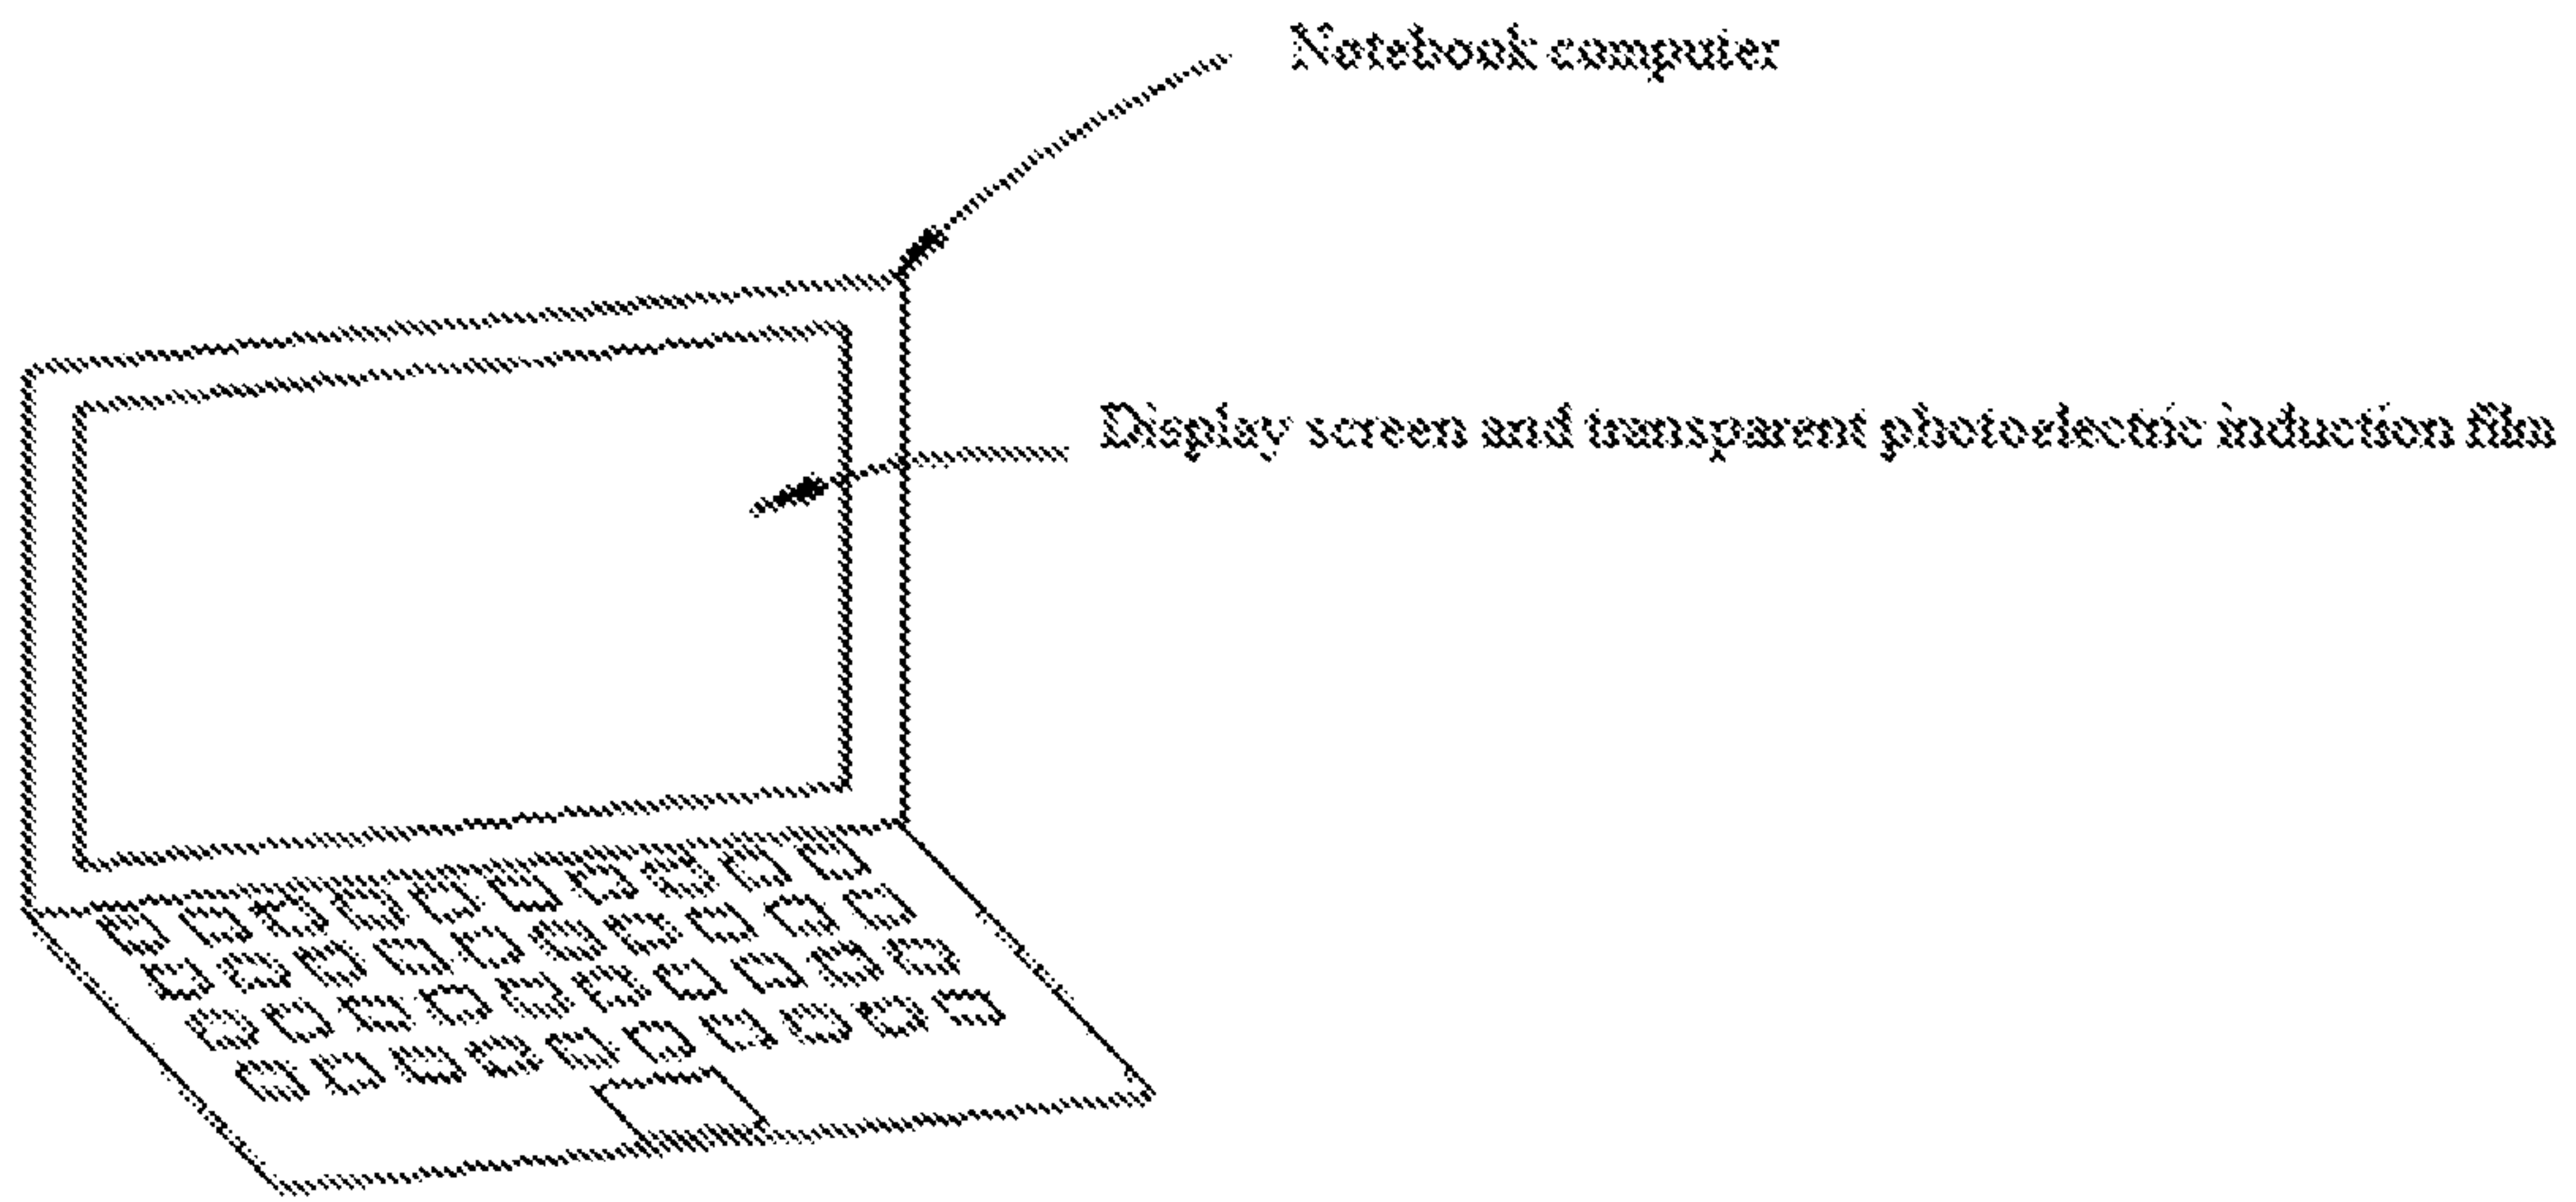 Notebook computer
Display screen and transparent photoelectric induction film